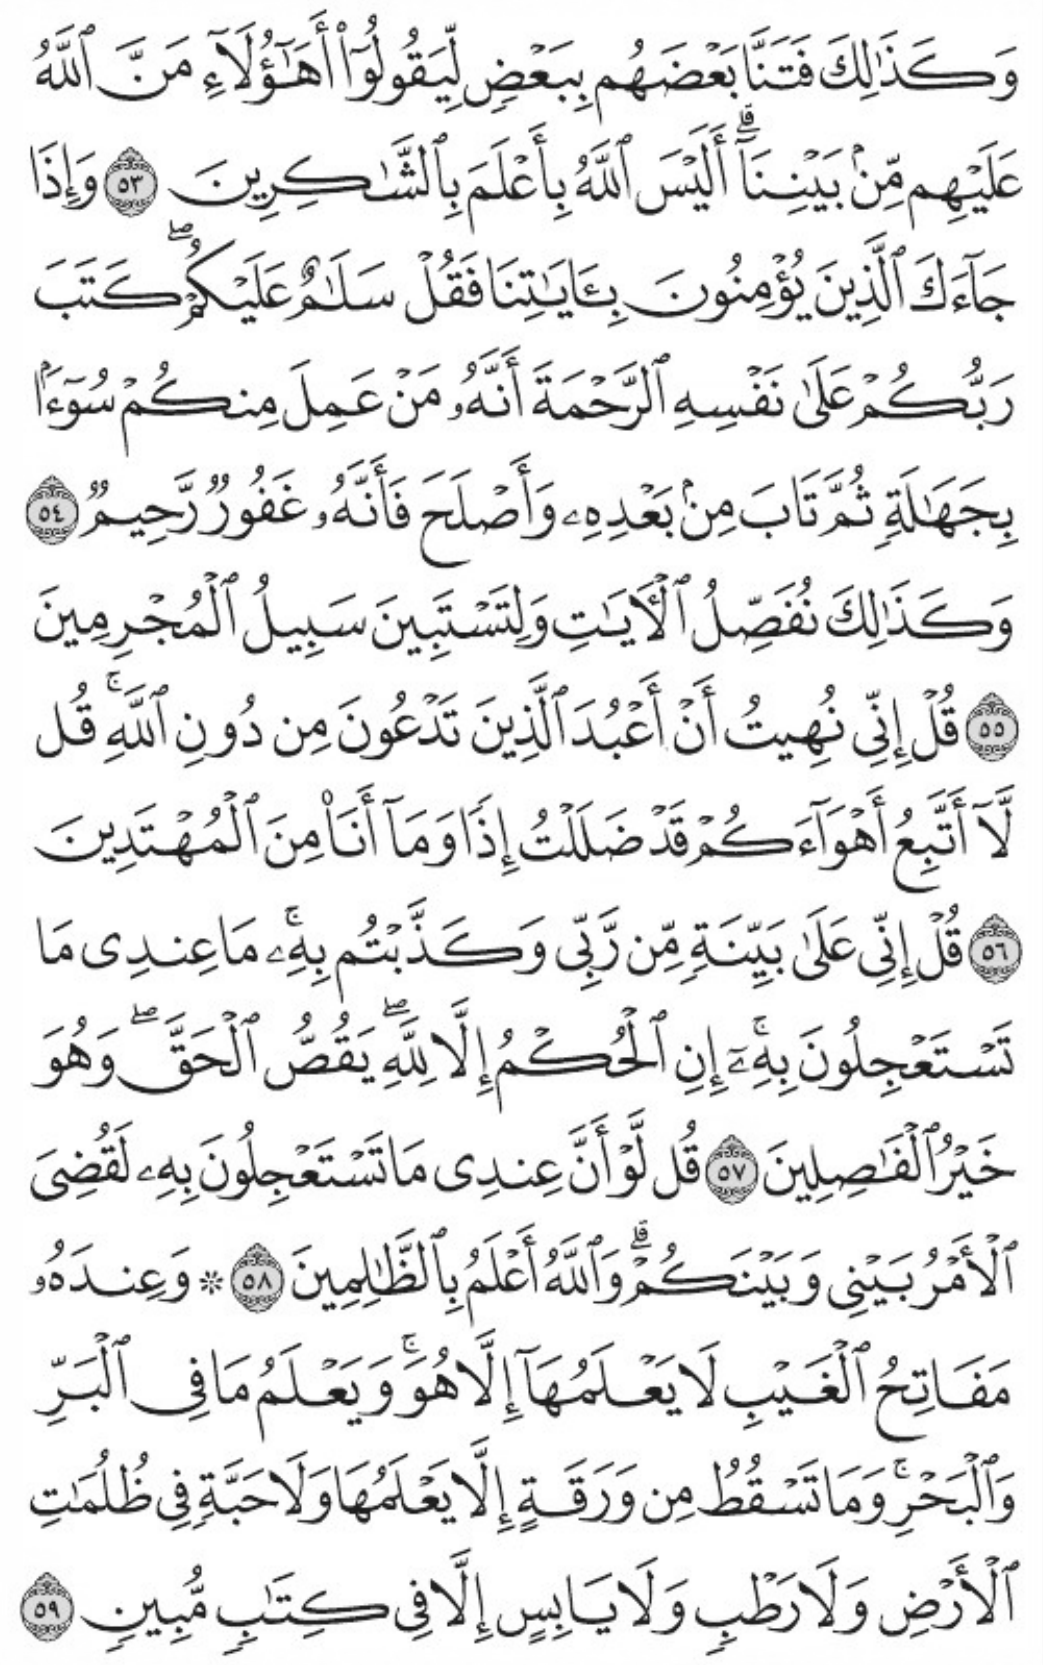 وَكَذَٰلِكَ فَتَنَّا بَعْضَهُم بِبَعْضٍ لِّيَقُولُوٓا۟ أَهَـٰٓؤُلَآءِ مَنَّ ٱللَّهُ
عَلَيْهِم مِّنۢ بَيْنِنَآ ۗ أَلَيْسَ ٱللَّهُ بِأَعْلَمَ بِٱلشَّـٰكِرِينَ ٥٣ وَإِذَا
جَآءَكَ ٱلَّذِينَ يُؤْمِنُونَ بِـَٔايَـٰتِنَا فَقُلْ سَلَـٰمٌ عَلَيْكُمْ ۖ كَتَبَ
رَبُّكُمْ عَلَىٰ نَفْسِهِ ٱلرَّحْمَةَ أَنَّهُۥ مَنْ عَمِلَ مِنكُمْ سُوٓءًۢا
بِجَهَـٰلَةٍ ثُمَّ تَابَ مِنۢ بَعْدِهِۦ وَأَصْلَحَ فَأَنَّهُۥ غَفُورٌ رَّحِيمٌ ٥٤
وَكَذَٰلِكَ نُفَصِّلُ ٱلْـَٔايَـٰتِ وَلِتَسْتَبِينَ سَبِيلُ ٱلْمُجْرِمِينَ
٥٥ قُلْ إِنِّى نُهِيتُ أَنْ أَعْبُدَ ٱلَّذِينَ تَدْعُونَ مِن دُونِ ٱللَّهِ ۚ قُل
لَّآ أَتَّبِعُ أَهْوَآءَكُمْ قَدْ ضَلَلْتُ إِذًا وَمَآ أَنَا۠ مِنَ ٱلْمُهْتَدِينَ
٥٦ قُلْ إِنِّى عَلَىٰ بَيِّنَةٍ مِّن رَّبِّى وَكَذَّبْتُم بِهِۦ ۚ مَا عِندِى مَا
تَسْتَعْجِلُونَ بِهِۦٓ ۚ إِنِ ٱلْحُكْمُ إِلَّا لِلَّهِ ۖ يَقُصُّ ٱلْحَقَّ ۖ وَهُوَ
خَيْرُ ٱلْفَـٰصِلِينَ ٥٧ قُل لَّوْ أَنَّ عِندِى مَا تَسْتَعْجِلُونَ بِهِۦ لَقُضِىَ
ٱلْأَمْرُ بَيْنِى وَبَيْنَكُمْ ۗ وَٱللَّهُ أَعْلَمُ بِٱلظَّـٰلِمِينَ ٥٨ * وَعِندَهُۥ
مَفَاتِحُ ٱلْغَيْبِ لَا يَعْلَمُهَآ إِلَّا هُوَ ۚ وَيَعْلَمُ مَا فِى ٱلْبَرِّ
وَٱلْبَحْرِ ۚ وَمَا تَسْقُطُ مِن وَرَقَةٍ إِلَّا يَعْلَمُهَا وَلَا حَبَّةٍ فِى ظُلُمَـٰتِ
ٱلْأَرْضِ وَلَا رَطْبٍ وَلَا يَابِسٍ إِلَّا فِى كِتَـٰبٍ مُّبِينٍ ٥٩